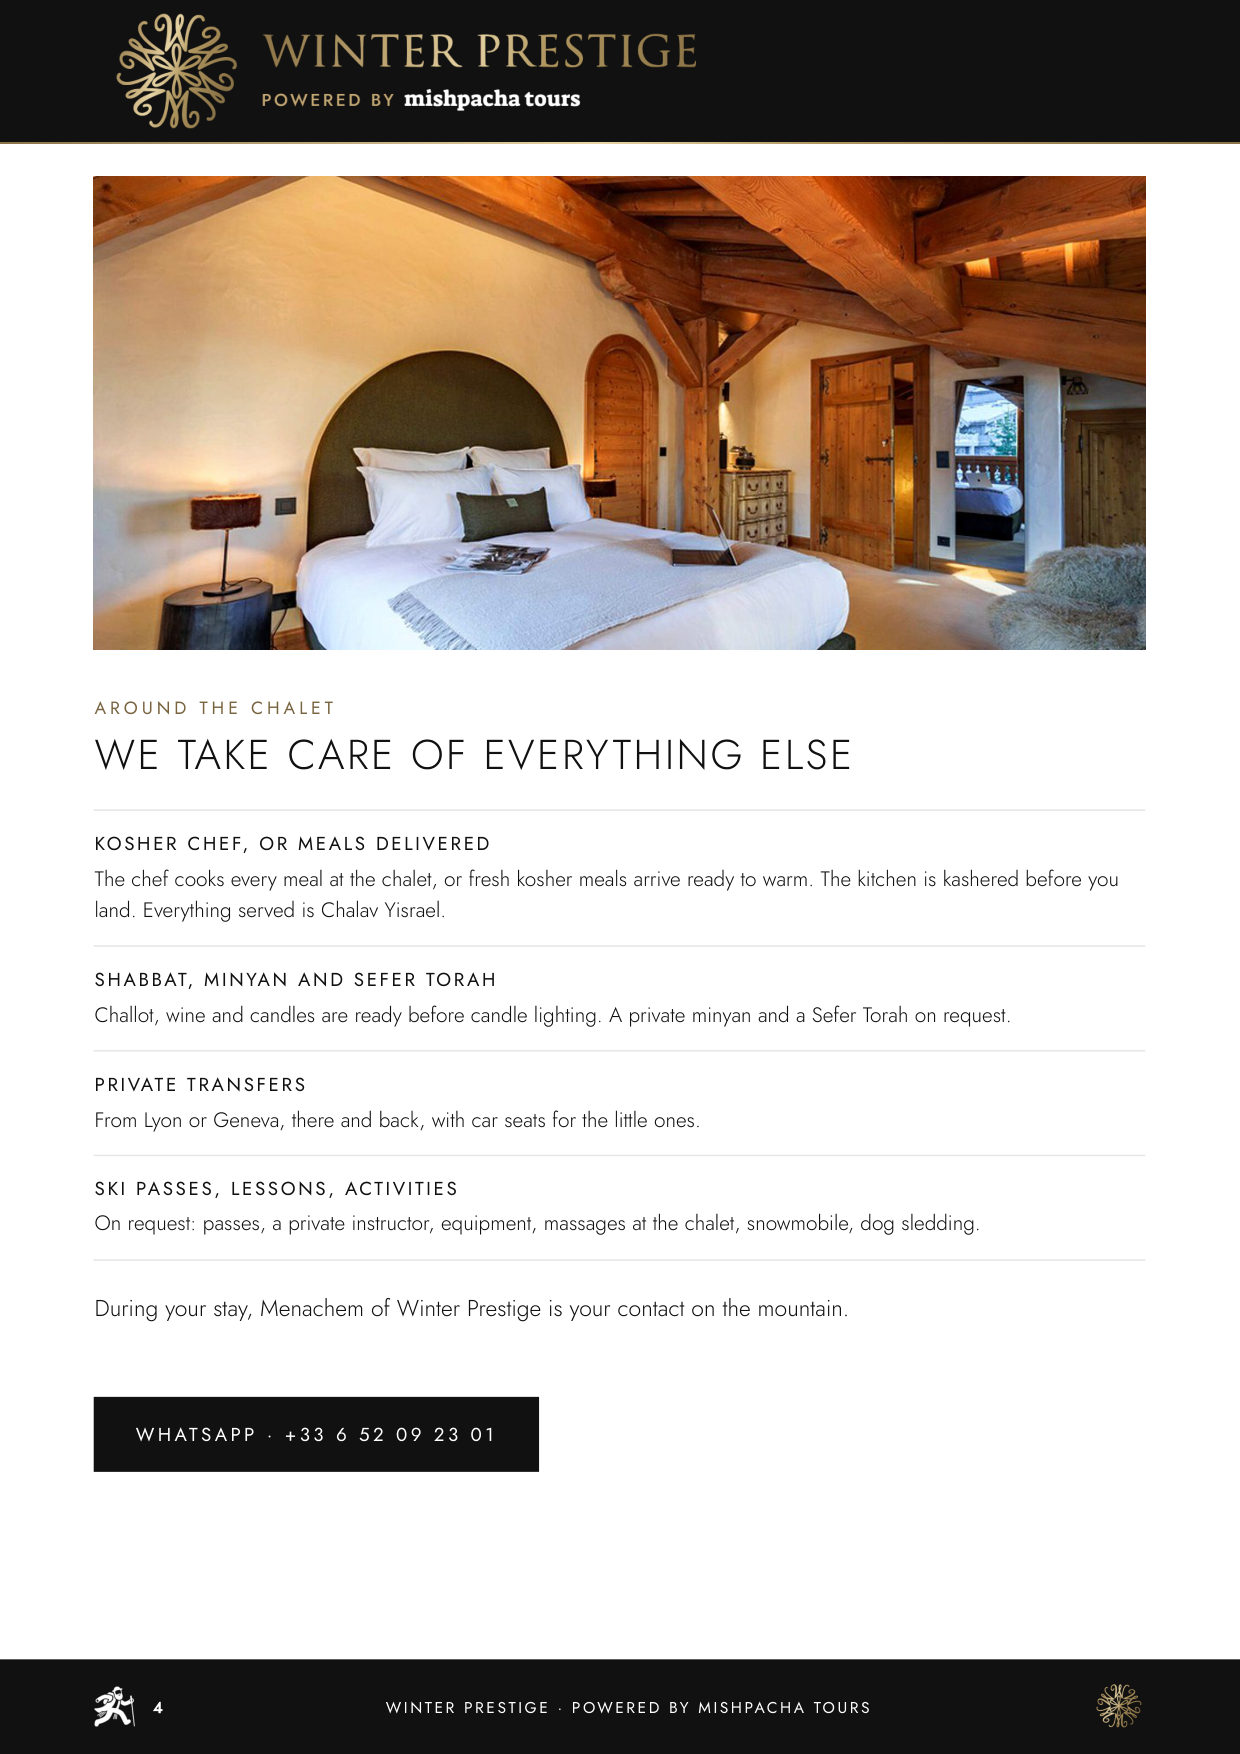 WINTER PRESTIGE
POWERED BY mishpacha tours
AROUND THE CHALET
WE TAKE CARE OF EVERYTHING ELSE
KOSHER CHEF, OR MEALS DELIVERED
The chef cooks every meal at the chalet, or fresh kosher meals arrive ready to warm. The kitchen is kashered before you
land. Everything served is Chalav Yisrael.
SHABBAT, MINYAN AND SEFER TORAH
Challot, wine and candles are ready before candle lighting. A private minyan and a Sefer Torah on request.
PRIVATE TRANSFERS
From Lyon or Geneva, there and back, with car seats for the little ones.
SKI PASSES, LESSONS, ACTIVITIES
On request: passes, a private instructor, equipment, massages at the chalet, snowmobile, dog sledding.
During your stay, Menachem of Winter Prestige is your contact on the mountain.
WHATSAPP · +33 6 52 09 23 01
4 WINTER PRESTIGE · POWERED BY MISHPACHA TOURS